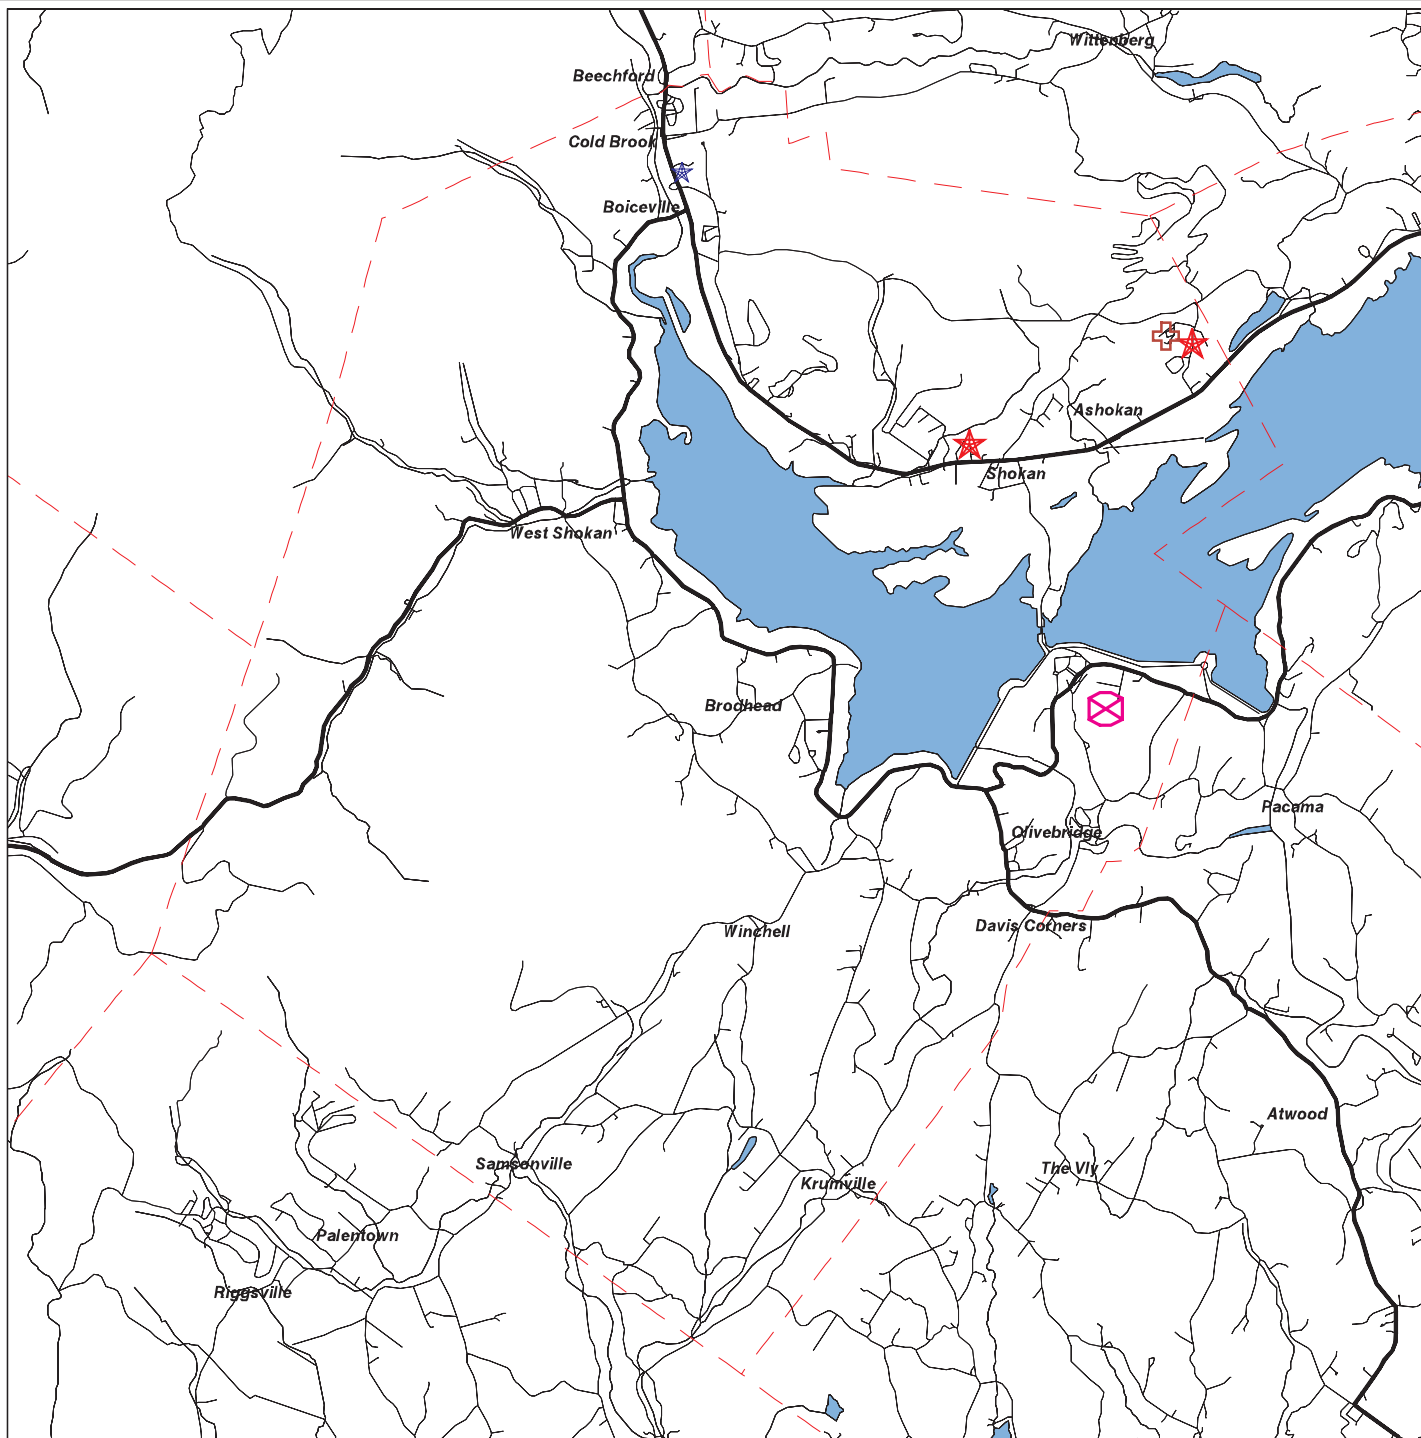 Wittenberg
Beechford
Cold Brook
Boiceville
Ashokan
Shokan
West Shokan
Brodhead
Pacama
Olivebridge
Davis Corners
Winchell
Atwood
Samsonville
The Vly
Krumville
Palentown
Riggsville